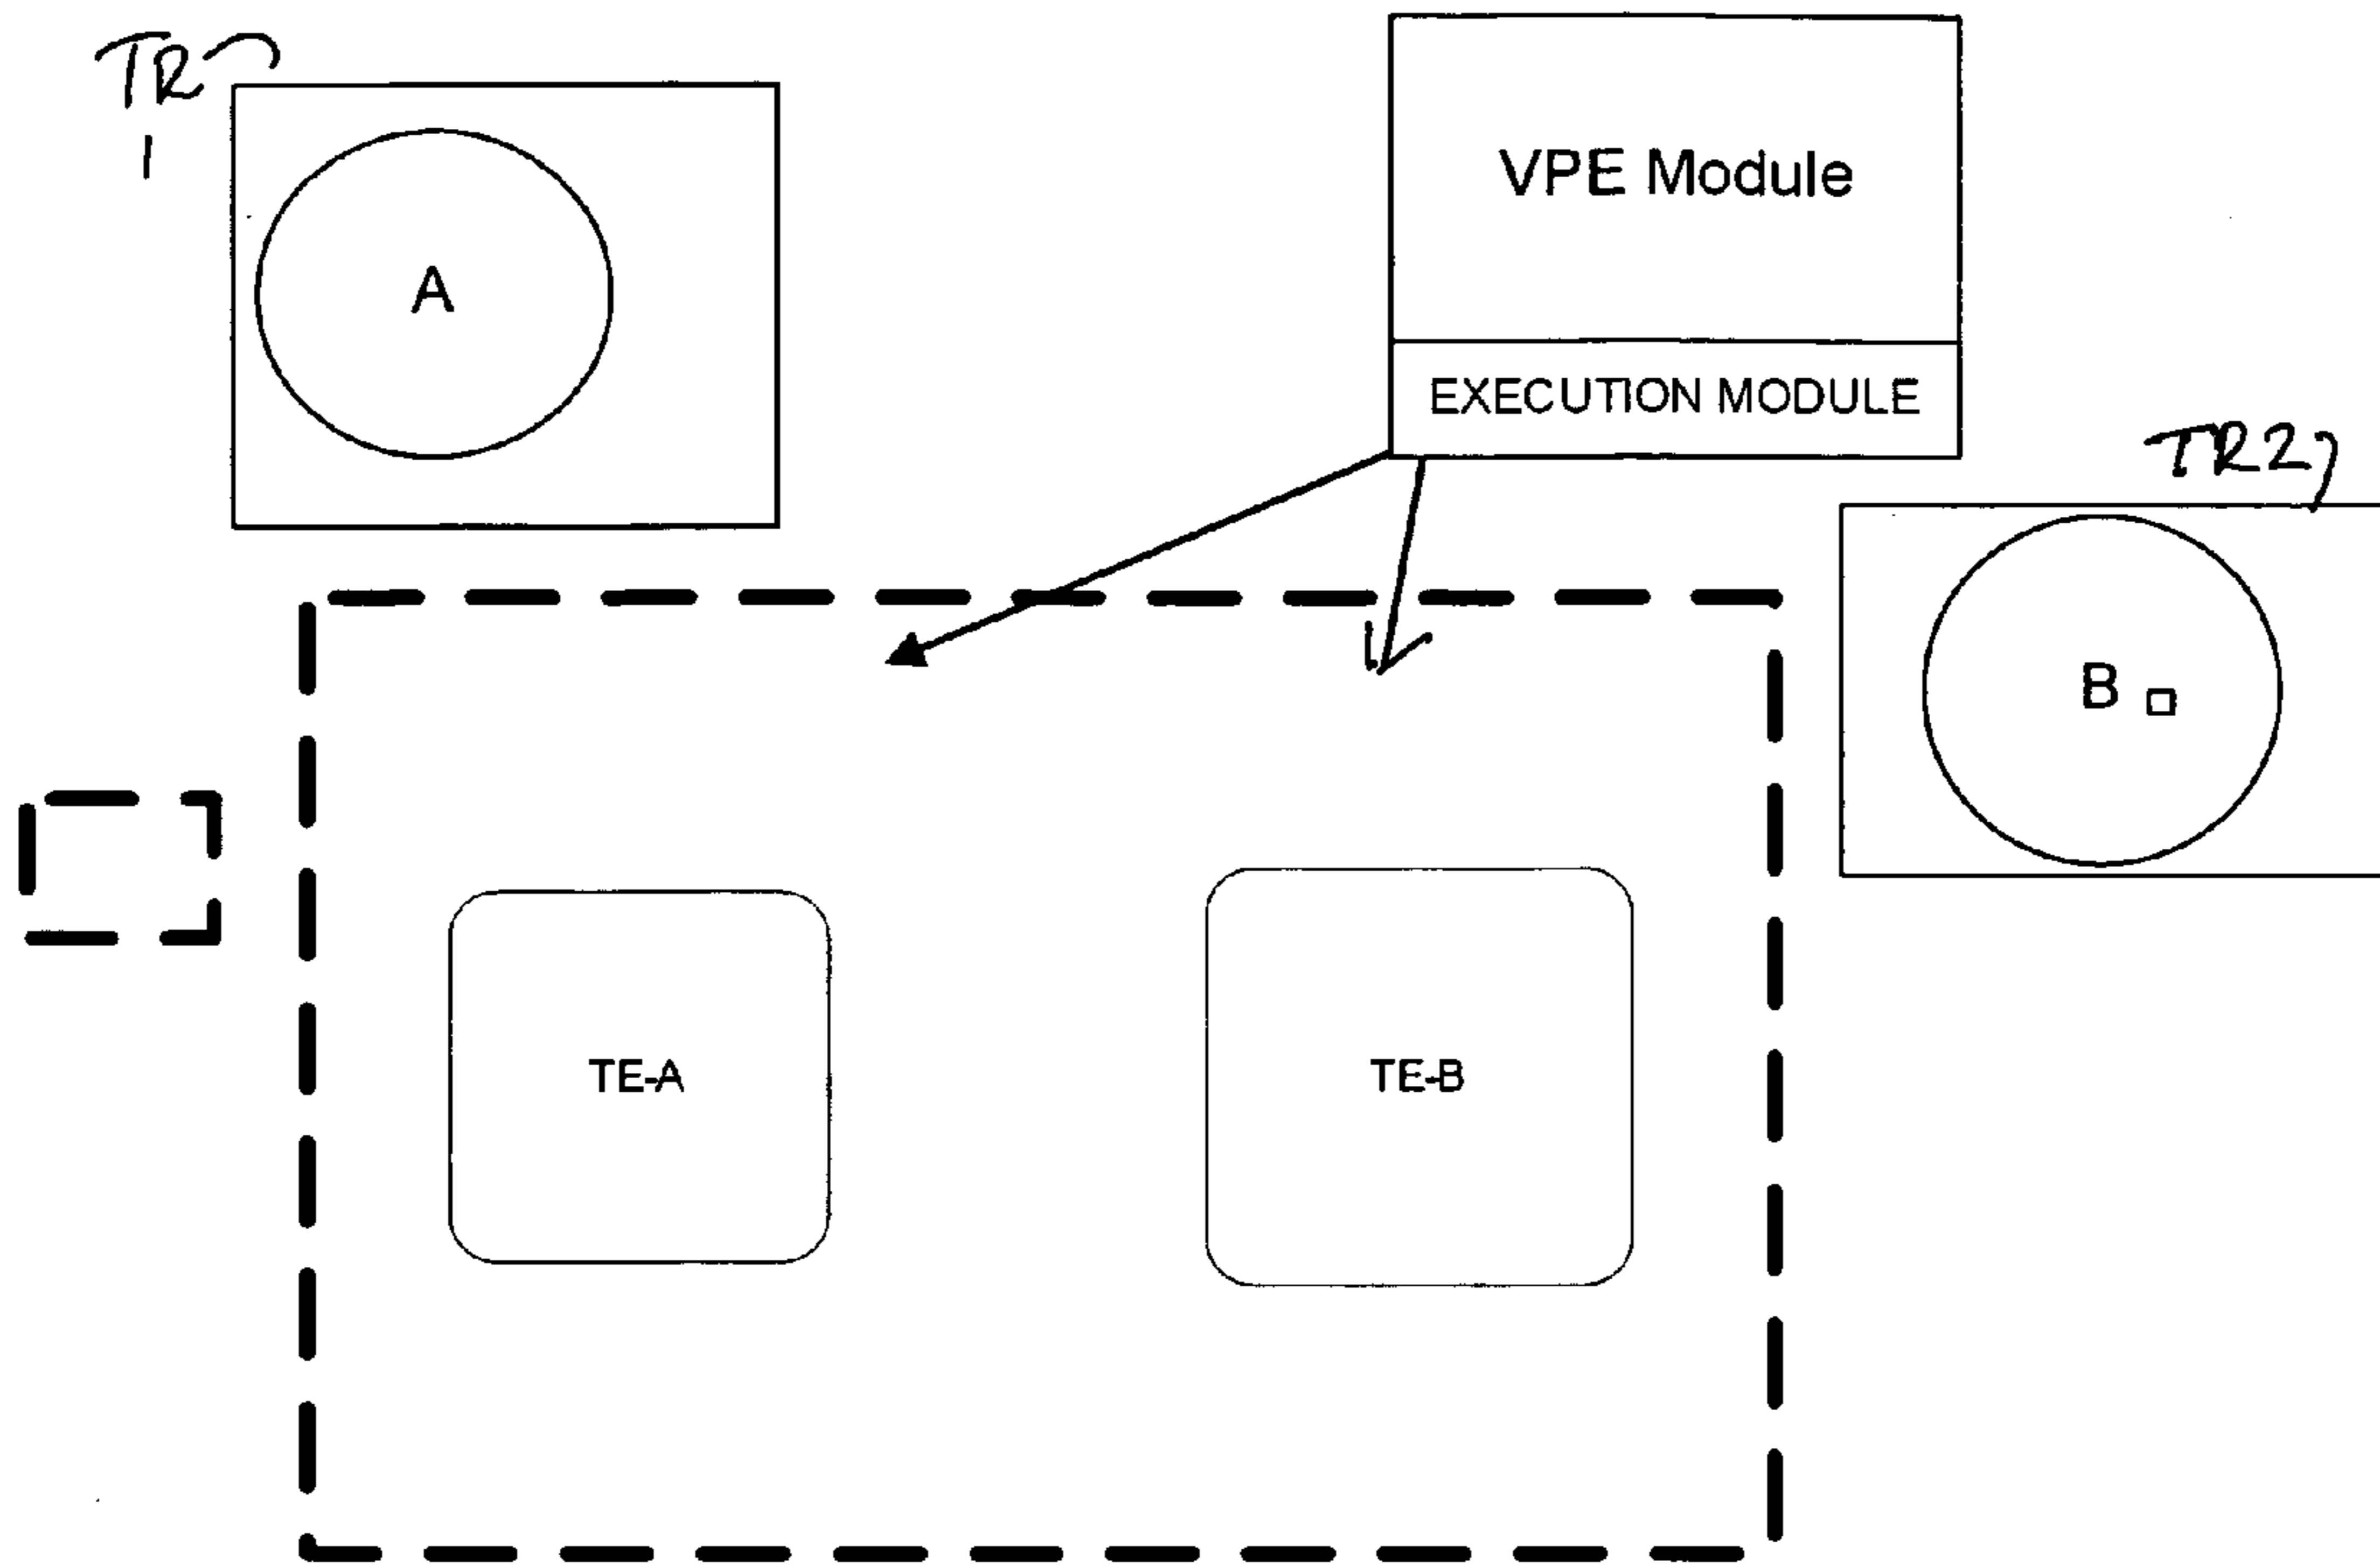 TR
1
A
VPE Module
EXECUTION MODULE
TR2
B
TE-A
TE-B